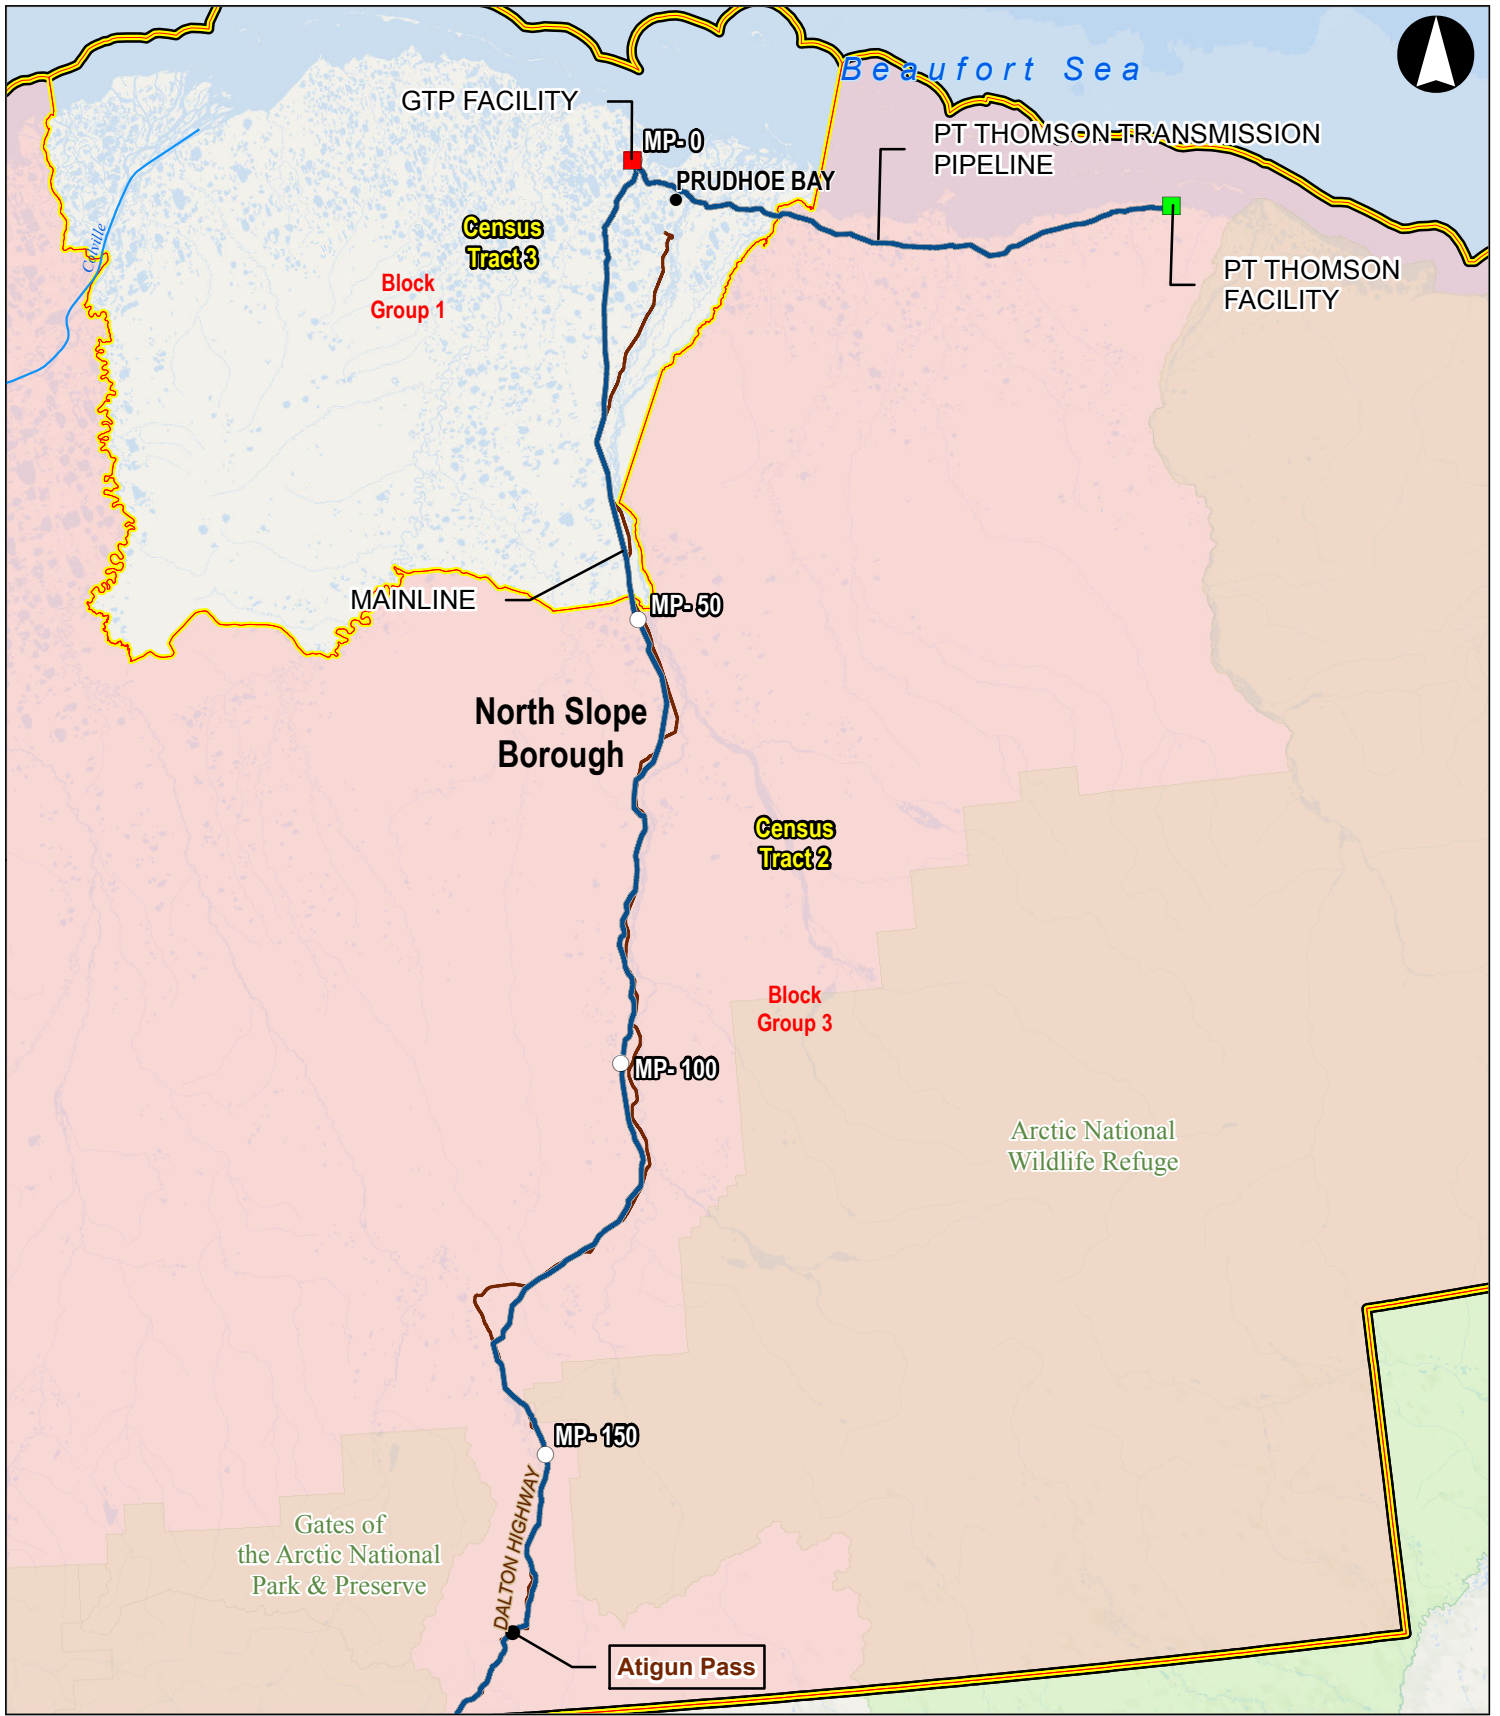 Beaufort Sea
GTP FACILITY
MP- 0
PT THOMSON TRANSMISSION
PIPELINE
PRUDHOE BAY
Census
Tract 3
Colville
Block
Group 1
PT THOMSON
FACILITY
MAINLINE
MP- 50
North Slope
Borough
Census
Tract 2
Block
Group 3
MP- 100
Arctic National
Wildlife Refuge
MP- 150
DALTON HIGHWAY
Gates of
the Arctic National
Park & Preserve
Atigun Pass